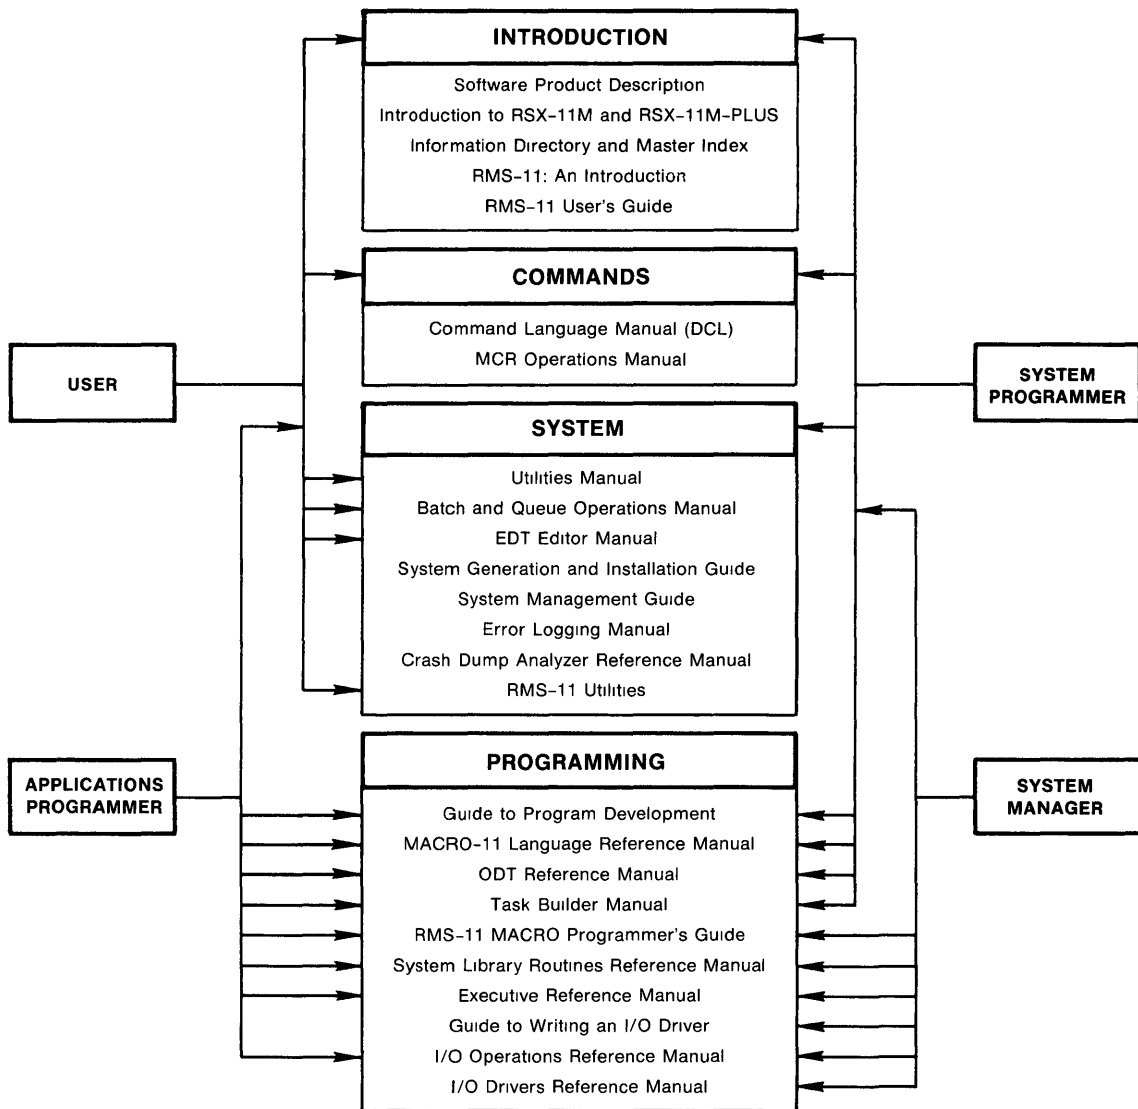 INTRODUCTION
Software Product Description
Introduction to RSX-11M and RSX-11M-PLUS
Information Directory and Master Index
RMS-11: An Introduction
RMS-11 User's Guide
COMMANDS
Command Language Manual (DCL)
MCR Operations Manual
USER
SYSTEM
PROGRAMMER
SYSTEM
Utilities Manual
Batch and Queue Operations Manual
EDT Editor Manual
System Generation and Installation Guide
System Management Guide
Error Logging Manual
Crash Dump Analyzer Reference Manual
RMS-11 Utilities
APPLICATIONS
PROGRAMMER
SYSTEM
MANAGER
PROGRAMMING
Guide to Program Development
MACRO-11 Language Reference Manual
ODT Reference Manual
Task Builder Manual
RMS-11 MACRO Programmer's Guide
System Library Routines Reference Manual
Executive Reference Manual
Guide to Writing an I/O Driver
I/O Operations Reference Manual
I/O Drivers Reference Manual